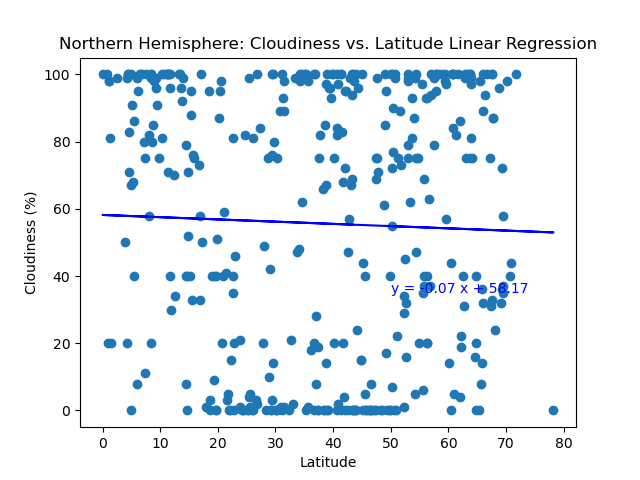 Northern Hemisphere: Cloudiness vs. Latitude Linear Regression
100
80
60
40
20
0
Cloudiness (%)
y = -0.07 x + 58.17
0 10 20 30 40 50 60 70 80
Latitude